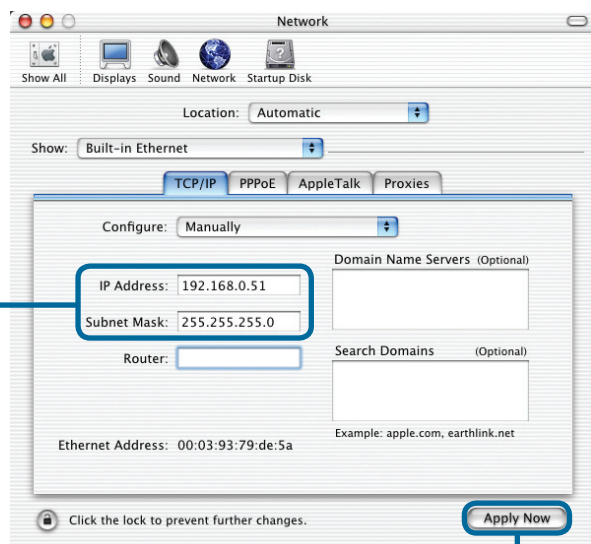 Network
Show All Displays Sound Network Startup Disk
Location: Automatic
Show: Built-in Ethernet
TCP/IP PPPoE AppleTalk Proxies
Configure: Manually
Domain Name Servers (Optional)
IP Address: 192.168.0.51
Subnet Mask: 255.255.255.0
Router:
Search Domains (Optional)
Example: apple.com, earthlink.net
Ethernet Address: 00:03:93:79:de:5a
Click the lock to prevent further changes.
Apply Now